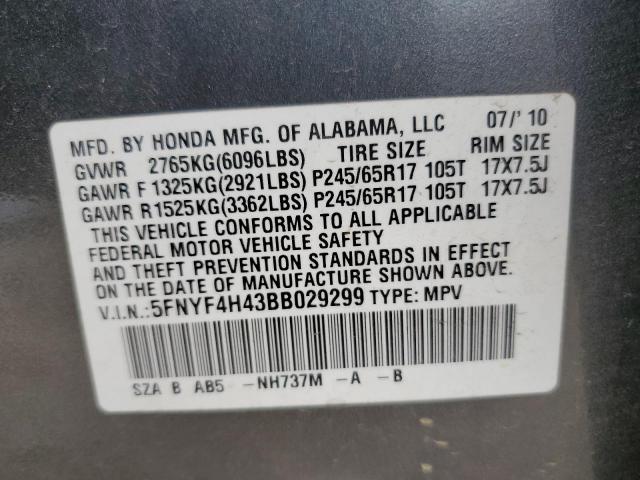 MFD. BY HONDA MFG. OF ALABAMA, LLC 07/'10
GVWR 2765KG(6096LBS) TIRE SIZE RIM SIZE
GAWR F 1325KG(2921LBS) P245/65R17 105T 17X7.5J
GAWR R1525KG(3362LBS) P245/65R17 105T 17X7.5J
THIS VEHICLE CONFORMS TO ALL APPLICABLE
FEDERAL MOTOR VEHICLE SAFETY
AND THEFT PREVENTION STANDARDS IN EFFECT
ON THE DATE OF MANUFACTURE SHOWN ABOVE.
V.I.N.:5FNYF4H43BB029299 TYPE: MPV
SZA B AB5 -NH737M -A -B